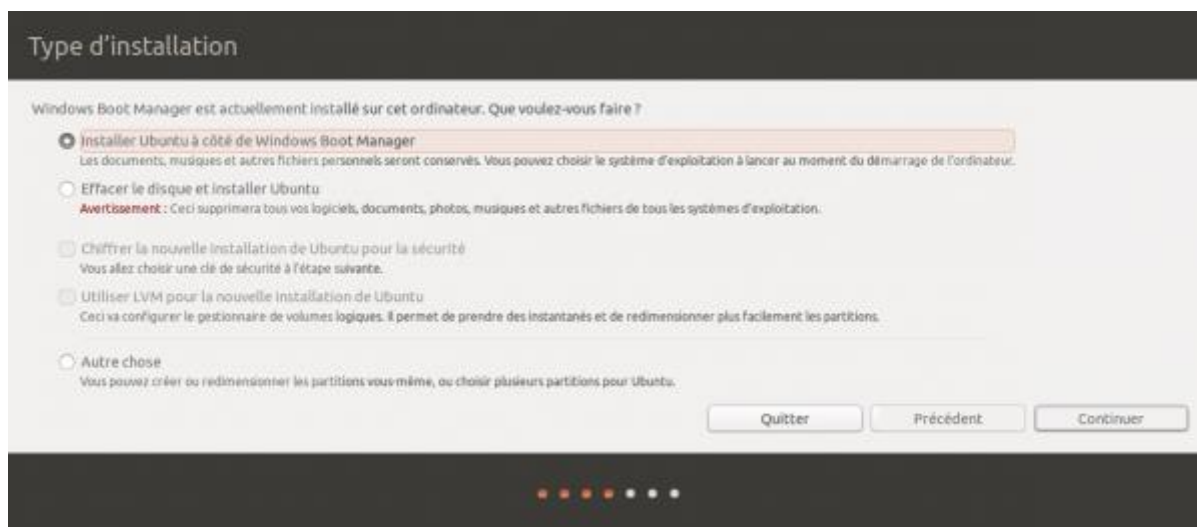 Type d'installation
Windows Boot Manager est actuellement installé sur cet ordinateur. Que voulez-vous faire ?
Installer Ubuntu à côté de Windows Boot Manager
Les documents, musiques et autres fichiers personnels seront conservés. Vous pouvez choisir le système d'exploitation à lancer au moment du démarrage de l'ordinateur.
Effacer le disque et installer Ubuntu
Avertissement : Ceci supprimera tous vos logiciels, documents, photos, musiques et autres fichiers de tous les systèmes d'exploitation.
Chiffrer la nouvelle installation de Ubuntu pour la sécurité
Vous allez choisir une clé de sécurité à l'étape suivante.
Utiliser LVM pour la nouvelle installation de Ubuntu
Ceci va configurer le gestionnaire de volumes logiques. Il permet de prendre des instantanés et de redimensionner plus facilement les partitions.
Autre chose
Vous pouvez créer ou redimensionner les partitions vous-même, ou choisir plusieurs partitions pour Ubuntu.
Quitter
Précédent
Continuer